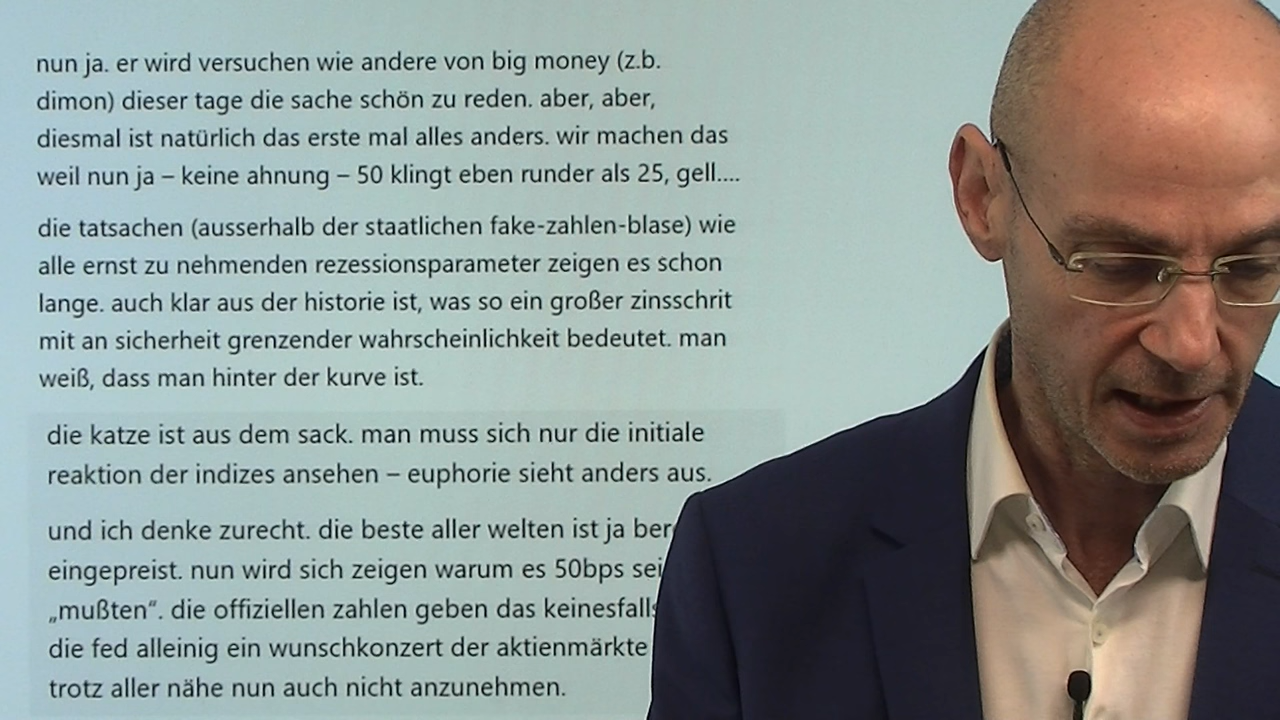 nun ja. er wird versuchen wie andere von big money (z.b.
dimon) dieser tage die sache schön zu reden. aber, aber,
diesmal ist natürlich das erste mal alles anders. wir machen das
weil nun ja – keine ahnung – 50 klingt eben runder als 25, gell....
die tatsachen (ausserhalb der staatlichen fake-zahlen-blase) wie
alle ernst zu nehmenden rezessionsparameter zeigen es schon
lange. auch klar aus der historie ist, was so ein großer zinsschrit
mit an sicherheit grenzender wahrscheinlichkeit bedeutet. man
weiß, dass man hinter der kurve ist.
die katze ist aus dem sack. man muss sich nur die initiale
reaktion der indizes ansehen – euphorie sieht anders aus.
und ich denke zurecht. die beste aller welten ist ja
eingepreist. nun wird sich zeigen warum es 50bps
„mußten“. die offiziellen zahlen geben das keinesfalls
die fed alleinig ein wunschkonzert der aktienmärkte
trotz aller nähe nun auch nicht anzunehmen.